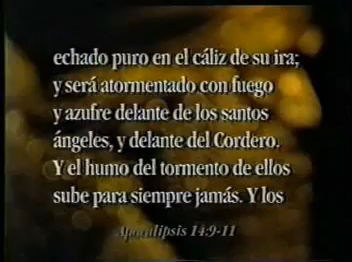 echado puro en el cáliz de su ira;
y será atormentado con fuego
y azufre delante de los santos
ángeles, y delante del Cordero.
Y el humo del tormento de ellos
sube para siempre jamás. Y los
Apocalipsis 14:9-11